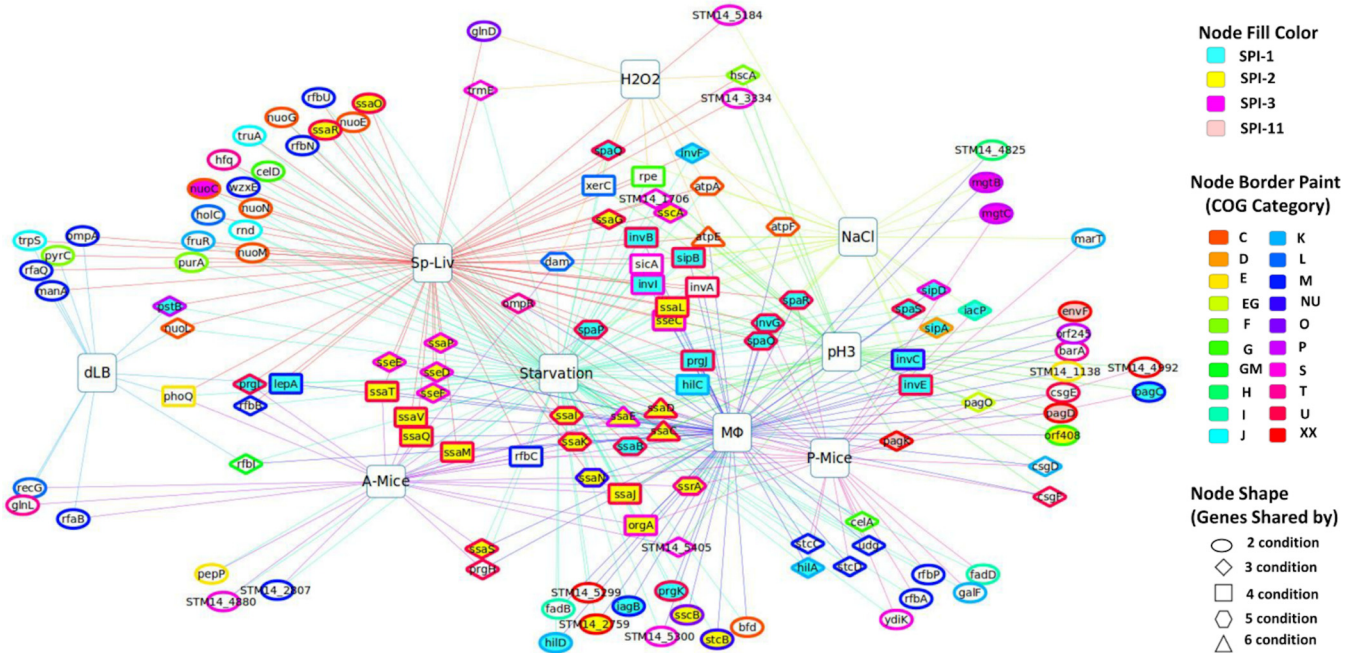 STM14_5184
glnD
H2O2
hscA
trmE
STM14_3334
rfbU
ssaO
nuoG
nuoE
ssaR
truA
rfbN
STM14_4825
hfq
celD
spaO
invF
mgtB
nuoC
wzxE
xerC
rpe
atpA
STM14_1706
holC
nuoN
sscA
mgtC
ssaG
atpF
rnd
trpS
ompA
fruR
invB
atpE
NaCl
marT
pyrC
nuoM
sipB
rfaQ
purA
Sp-Liv
dam
sicA
manA
invI
invA
sipD
pstB
ompR
ssaL
spaR
spaS
iacP
envF
sseC
nuoL
spaP
invG
sipA
orf245
spaQ
ssaP
pH3
barA
sseE
prgJ
invC
STM14_1138
STM14_4992
dLB
sseD
Starvation
prgI
lepA
hilC
invE
ssaT
sseF
csgE
pagC
phoQ
pagO
rfbB
ssaD
pagD
ssaV
ssaI
ssaE
orf408
ssaQ
ssaC
MΦ
ssaK
pagK
ssaB
ssaM
rfbC
P-Mice
rfbI
csgD
ssaN
A-Mice
recG
ssaJ
ssrA
csgF
glnL
rfaB
orgA
celA
STM14_5405
stcC
udg
ssaS
hilA
stcD
prgH
pepP
rfbP
fadD
STM14_2807
STM14_5299
prgK
galF
STM14_4880
fadB
iagB
rfbA
sscB
ydiK
STM14_2759
bfd
STM14_5300
stcB
hilD
Node Fill Color
SPI-1
SPI-2
SPI-3
SPI-11
Node Border Paint
(COG Category)
C K
D L
E M
EG NU
F O
G P
GM S
H T
I U
J XX
Node Shape
(Genes Shared by)
2 condition
3 condition
4 condition
5 condition
6 condition